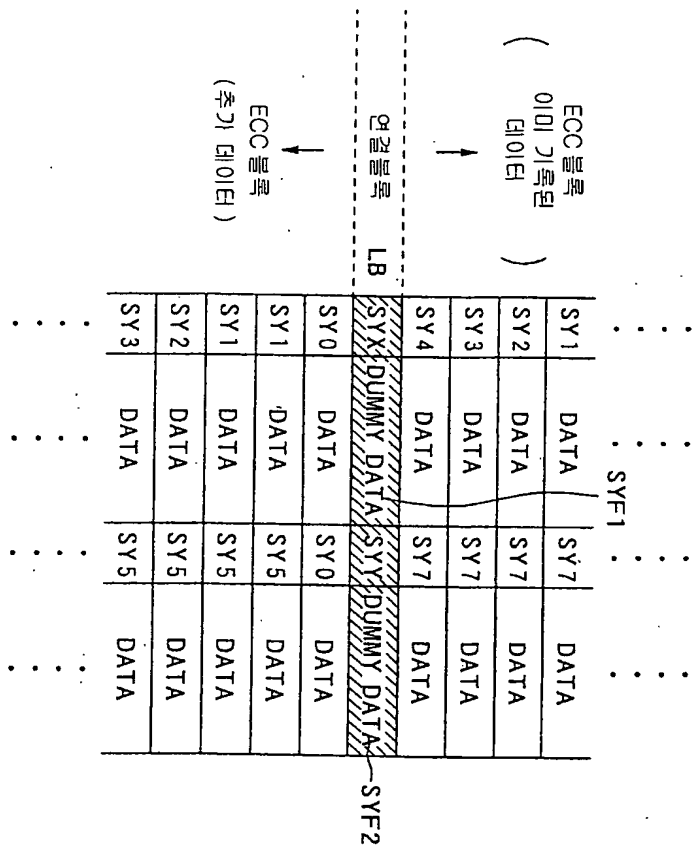 SYF1
SY1 DATA SY7 DATA
ECC 블록 SY2 DATA SY7 DATA
( 이미 기록된 ) SY3 DATA SY7 DATA
데이터 SY4 DATA SY7 DATA
연결블록 LB SYX DUMMY DATA SYY DUMMY DATA SYF2
SY0 DATA SY0 DATA
SY1 DATA SY5 DATA
ECC 블록 SY1 DATA SY5 DATA
(추가 데이터) SY2 DATA SY5 DATA
SY3 DATA SY5 DATA